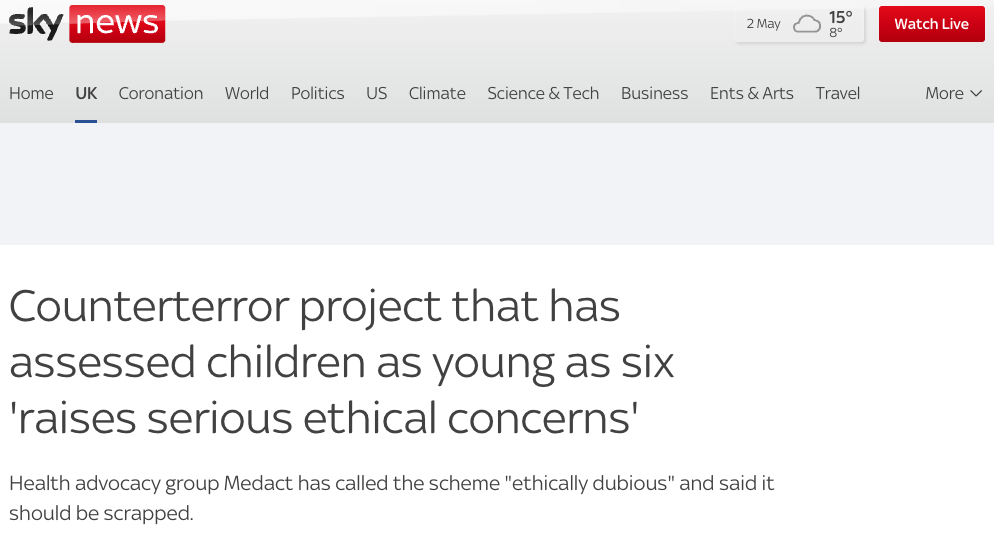 sky news
2 May
15°
8°
Watch Live
Home UK Coronation World Politics US Climate Science & Tech Business Ents & Arts Travel More
Counterterror project that has
assessed children as young as six
'raises serious ethical concerns'
Health advocacy group Medact has called the scheme "ethically dubious" and said it
should be scrapped.